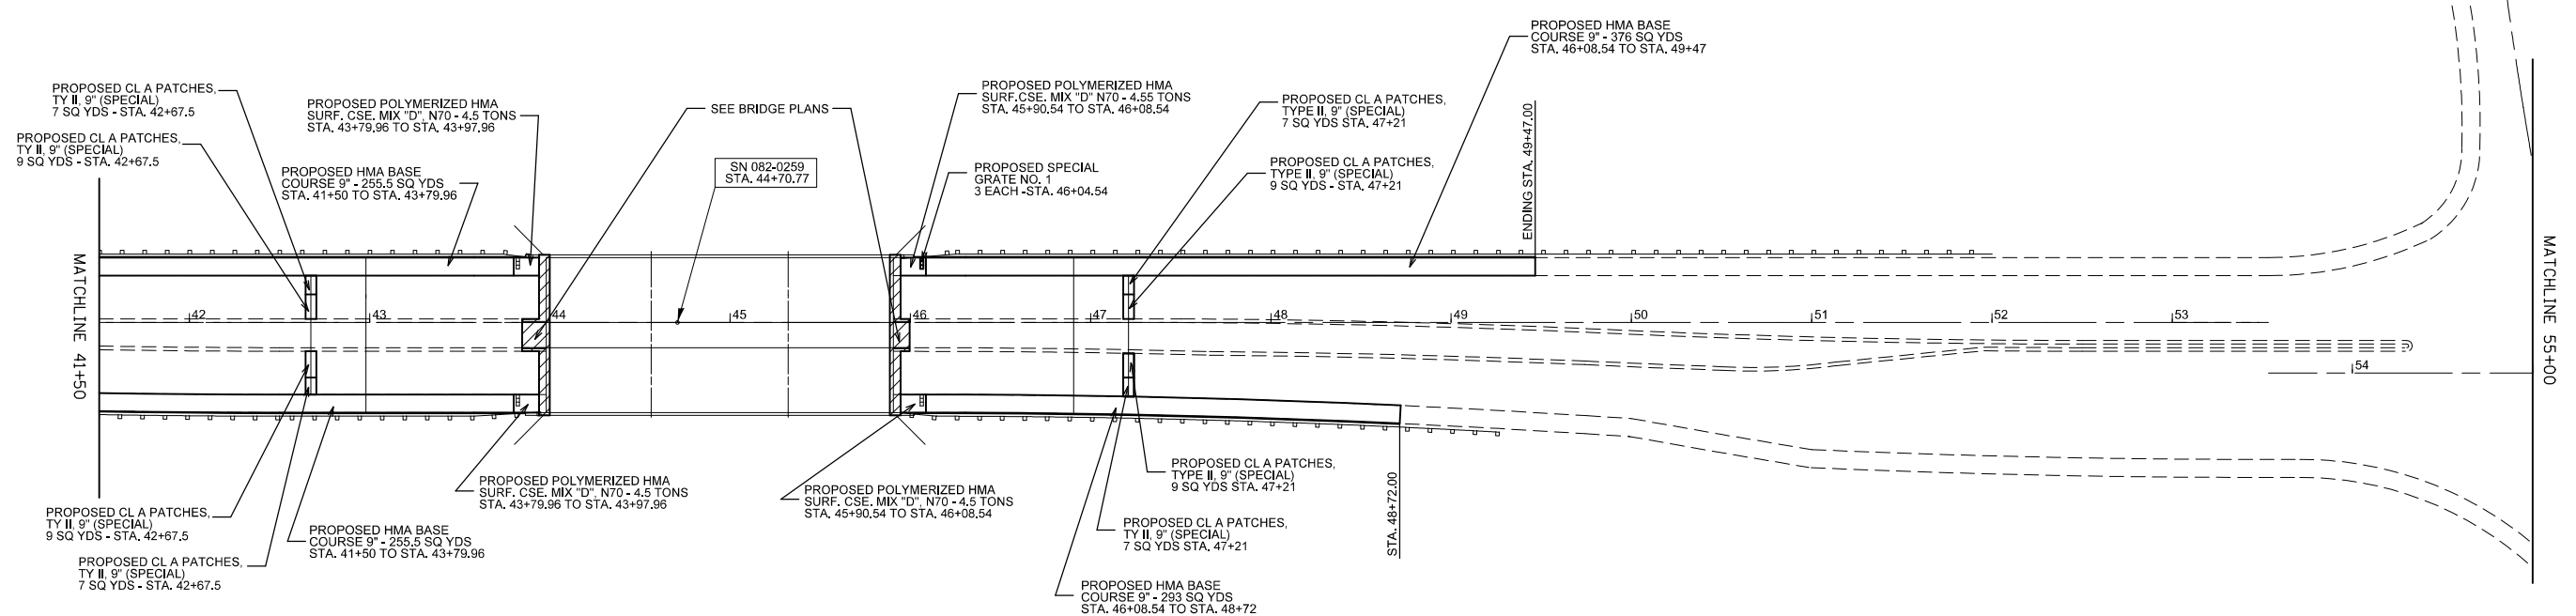 PROPOSED HMA BASE
COURSE 9" - 376 SQ YDS
STA. 46+08.54 TO STA. 49+47
PROPOSED CL A PATCHES,
TY II, 9" (SPECIAL)
7 SQ YDS - STA. 42+67.5
PROPOSED POLYMERIZED HMA
SURF. CSE. MIX "D", N70 - 4.5 TONS
STA. 43+79.96 TO STA. 43+97.96
SEE BRIDGE PLANS
PROPOSED POLYMERIZED HMA
SURF.CSE. MIX "D" N70 - 4.55 TONS
STA. 45+90.54 TO STA. 46+08.54
PROPOSED CL A PATCHES,
TYPE II, 9" (SPECIAL)
7 SQ YDS STA. 47+21
PROPOSED CL A PATCHES,
TY II, 9" (SPECIAL)
9 SQ YDS - STA. 42+67.5
PROPOSED HMA BASE
COURSE 9" - 255.5 SQ YDS
STA. 41+50 TO STA. 43+79.96
SN 082-0259
STA. 44+70.77
PROPOSED SPECIAL
GRATE NO. 1
3 EACH -STA. 46+04.54
PROPOSED CL A PATCHES,
TYPE II, 9" (SPECIAL)
9 SQ YDS - STA. 47+21
ENDING STA. 49+47.00
MATCHLINE 41+50
42
43
44
45
46
47
48
49
50
51
52
53
54
MATCHLINE 55+00
PROPOSED CL A PATCHES,
TY II, 9" (SPECIAL)
9 SQ YDS - STA. 42+67.5
PROPOSED HMA BASE
COURSE 9" - 255.5 SQ YDS
STA. 41+50 TO STA. 43+79.96
PROPOSED CL A PATCHES,
TY II, 9" (SPECIAL)
7 SQ YDS - STA. 42+67.5
PROPOSED POLYMERIZED HMA
SURF. CSE. MIX "D", N70 - 4.5 TONS
STA. 43+79.96 TO STA. 43+97.96
PROPOSED POLYMERIZED HMA
SURF. CSE. MIX "D", N70 - 4.5 TONS
STA. 45+90.54 TO STA. 46+08.54
PROPOSED CL A PATCHES,
TYPE II, 9" (SPECIAL)
9 SQ YDS STA. 47+21
PROPOSED CL A PATCHES,
TY II, 9" (SPECIAL)
7 SQ YDS STA. 47+21
PROPOSED HMA BASE
COURSE 9" - 293 SQ YDS
STA. 46+08.54 TO STA. 48+72
STA. 48+72.00